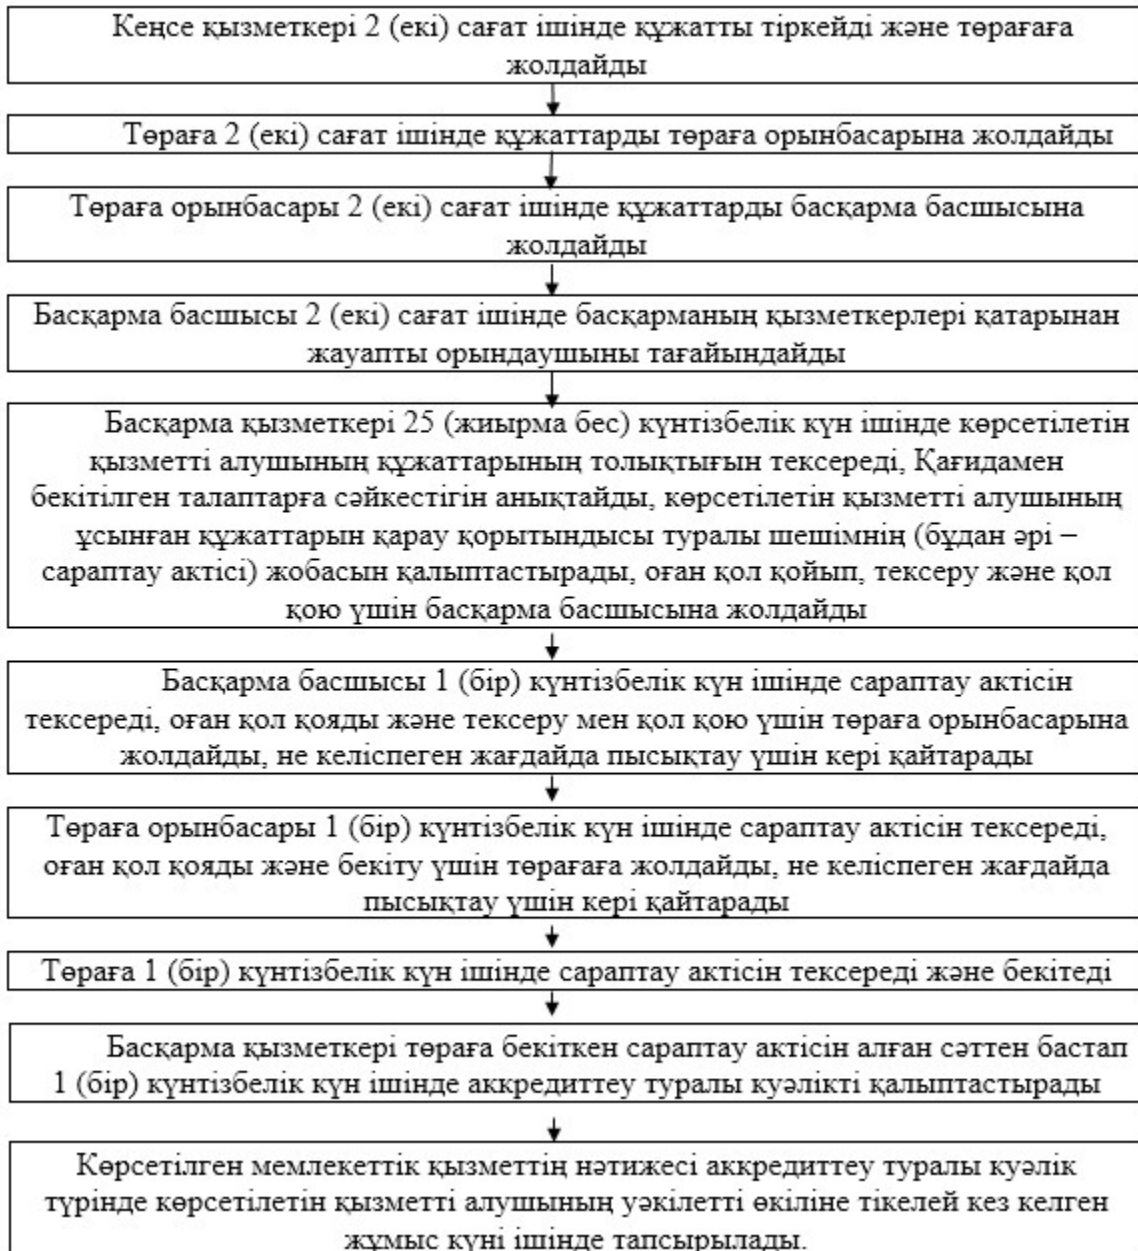 Кеңсе қызметкері 2 (екі) сағат ішінде құжатты тіркейді және төрағаға
жолдайды
Төраға 2 (екі) сағат ішінде құжаттарды төраға орынбасарына жолдайды
Төраға орынбасары 2 (екі) сағат ішінде құжаттарды басқарма басшысына
жолдайды
Басқарма басшысы 2 (екі) сағат ішінде басқарманың қызметкерлері қатарынан
жауапты орындаушыны тағайындайды
Басқарма қызметкері 25 (жиырма бес) күнтізбелік күн ішінде көрсетілетін
қызметті алушының құжаттарының толықтығын тексереді, Қағидамен
бекітілген талаптарға сәйкестігін анықтайды, көрсетілетін қызметті алушының
ұсынған құжаттарын қарау қорытындысы туралы шешімнің (бұдан әрі –
сараптау актісі) жобасын қалыптастырады, оған қол қойып, тексеру және қол
қою үшін басқарма басшысына жолдайды
Басқарма басшысы 1 (бір) күнтізбелік күн ішінде сараптау актісін
тексереді, оған қол қояды және тексеру мен қол қою үшін төраға орынбасарына
жолдайды, не келіспеген жағдайда пысықтау үшін кері қайтарады
Төраға орынбасары 1 (бір) күнтізбелік күн ішінде сараптау актісін тексереді,
оған қол қояды және бекіту үшін төрағаға жолдайды, не келіспеген жағдайда
пысықтау үшін кері қайтарады
Төраға 1 (бір) күнтізбелік күн ішінде сараптау актісін тексереді және бекітеді
Басқарма қызметкері төраға бекіткен сараптау актісін алған сәттен бастап
1 (бір) күнтізбелік күн ішінде аккредиттеу туралы куәлікті қалыптастырады
Көрсетілген мемлекеттік қызметтің нәтижесі аккредиттеу туралы куәлік
түрінде көрсетілетін қызметті алушының уәкілетті өкіліне тікелей кез келген
жұмыс күні ішінде тапсырылады.